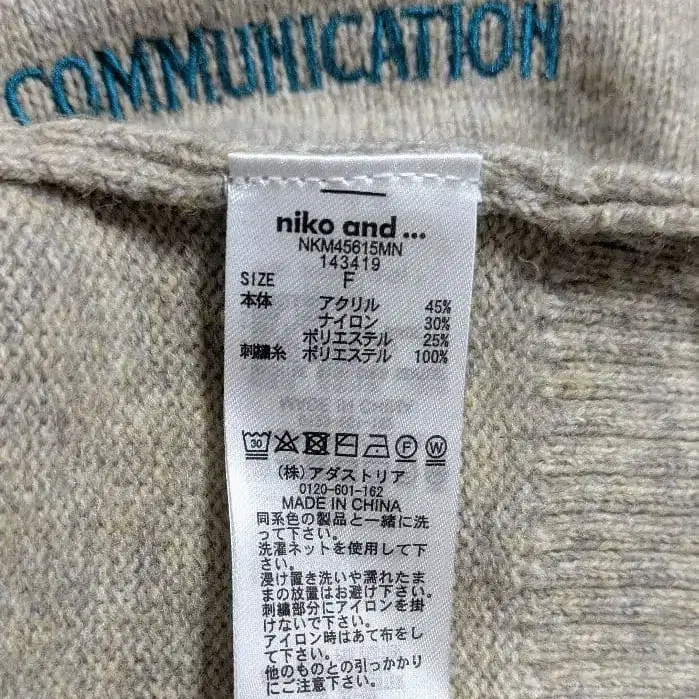 COMMUNICATION
niko and ...
NKM45615MN
143419
SIZE F
本体 アクリル 45%
ナイロン 30%
ポリエステル 25%
刺繍糸 ポリエステル 100%
30 F W
(株)アダストリア
0120-601-162
MADE IN CHINA
同系色の製品と一緒に洗
って下さい。
洗濯ネットを使用して下
さい。
浸け置き洗いや濡れたま
まの放置はお避け下さい。
刺繍部分にアイロンを掛
けないで下さい。
アイロン時はあて布をし
て下さい。
他のものとの引っかかり
にご注意下さい。